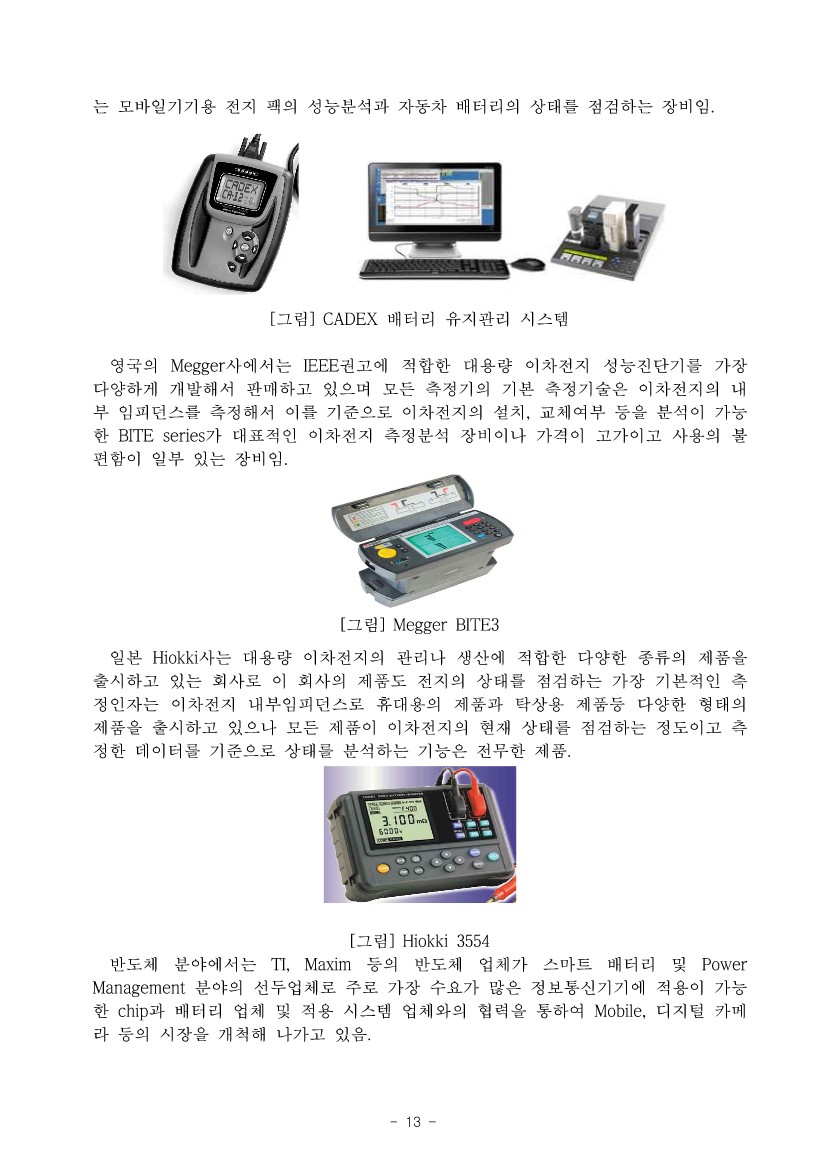 는 모바일기기용 전지 팩의 성능분석과 자동차 배터리의 상태를 점검하는 장비임.
CADEX
[그림] CADEX 배터리 유지관리 시스템
영국의 Megger사에서는 IEEE권고에 적합한 대용량 이차전지 성능진단기를 가장
다양하게 개발해서 판매하고 있으며 모든 측정기의 기본 측정기술은 이차전지의 내
부 임피던스를 측정해서 이를 기준으로 이차전지의 설치, 교체여부 등을 분석이 가능
한 BITE series가 대표적인 이차전지 측정분석 장비이나 가격이 고가이고 사용의 불
편함이 일부 있는 장비임.
[그림] Megger BITE3
일본 Hiokki사는 대용량 이차전지의 관리나 생산에 적합한 다양한 종류의 제품을
출시하고 있는 회사로 이 회사의 제품도 전지의 상태를 점검하는 가장 기본적인 측
정인자는 이차전지 내부임피던스로 휴대용의 제품과 탁상용 제품등 다양한 형태의
제품을 출시하고 있으나 모든 제품이 이차전지의 현재 상태를 점검하는 정도이고 측
정한 데이터를 기준으로 상태를 분석하는 기능은 전무한 제품.
3.100 mΩ
6.000 v
[그림] Hiokki 3554
반도체 분야에서는 TI, Maxim 등의 반도체 업체가 스마트 배터리 및 Power
Management 분야의 선두업체로 주로 가장 수요가 많은 정보통신기기에 적용이 가능
한 chip과 배터리 업체 및 적용 시스템 업체와의 협력을 통하여 Mobile, 디지털 카메
라 등의 시장을 개척해 나가고 있음.
- 13 -